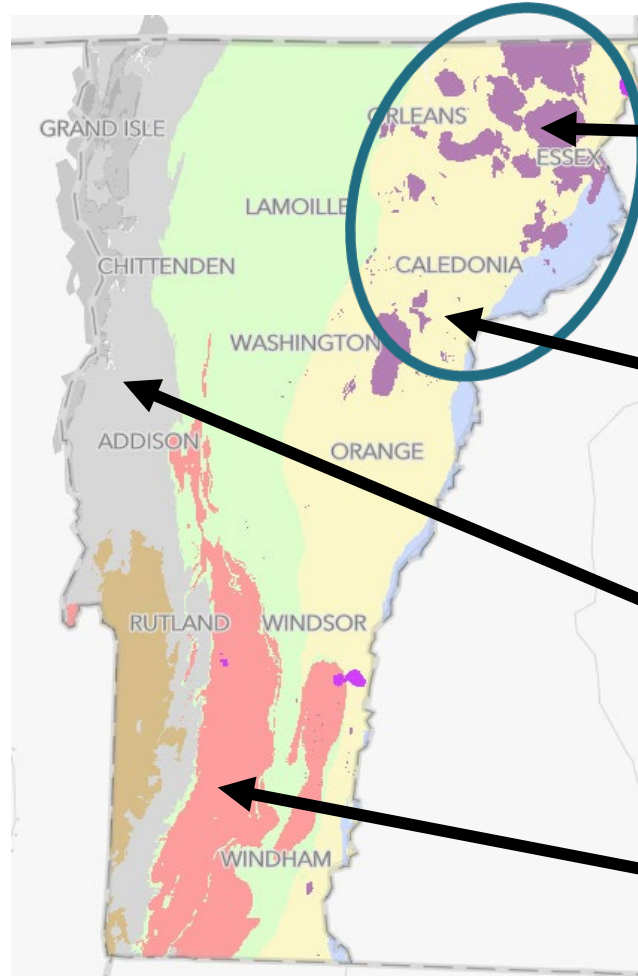 ORLEANS
GRAND ISLE
ESSEX
LAMOILLE
CHITTENDEN
CALEDONIA
WASHINGTON
ADDISON
ORANGE
RUTLAND
WINDSOR
WINDHAM